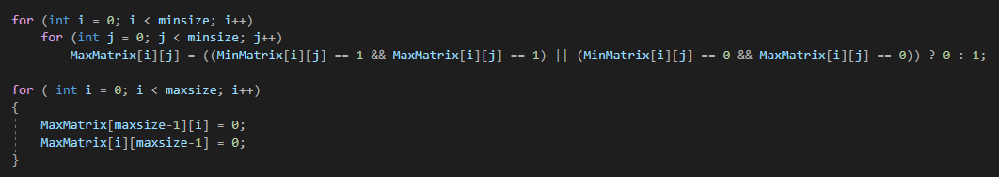 for (int i = 0; i < minsize; i++)
    for (int j = 0; j < minsize; j++)
        MaxMatrix[i][j] = ((MinMatrix[i][j] == 1 && MaxMatrix[i][j] == 1) || (MinMatrix[i][j] == 0 && MaxMatrix[i][j] == 0)) ? 0 : 1;

for ( int i = 0; i < maxsize; i++)
{
    MaxMatrix[maxsize-1][i] = 0;
    MaxMatrix[i][maxsize-1] = 0;
}